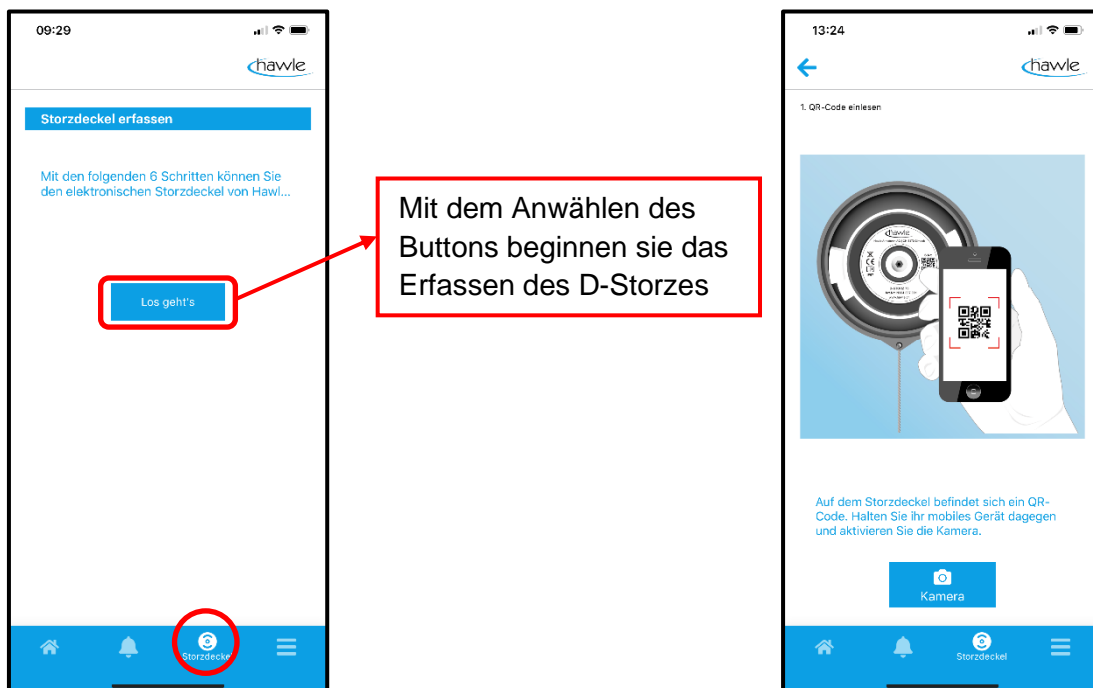 09:29
hawle
Storzdeckel erfassen
Mit den folgenden 6 Schritten können Sie
den elektronischen Storzdeckel von Hawl...
Los geht's
Storzdeckel
Mit dem Anwählen des
Buttons beginnen sie das
Erfassen des D-Storzes
13:24
hawle
1. QR-Code einlesen
hawle
Auf dem Storzdeckel befindet sich ein QR-
Code. Halten Sie ihr mobiles Gerät dagegen
und aktivieren Sie die Kamera.
Kamera
Storzdeckel